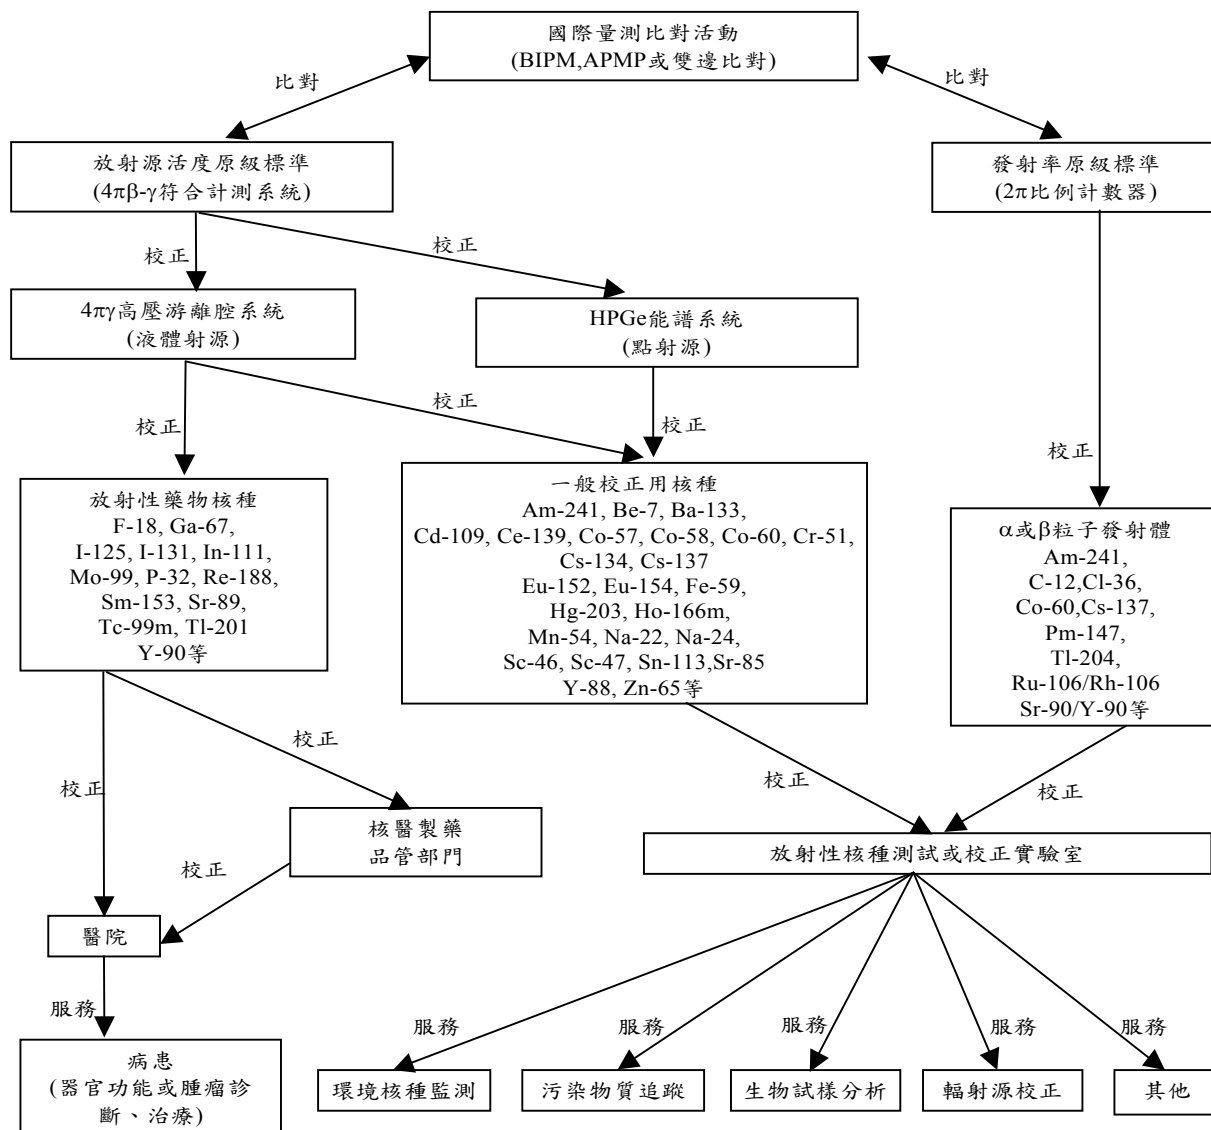 國際量測比對活動
(BIPM,APMP或雙邊比對)
比對
比對
放射源活度原級標準
(4πβ-γ符合計測系統)
發射率原級標準
(2π比例計數器)
校正
校正
4πγ高壓游離腔系統
(液體射源)
HPGe能譜系統
(點射源)
校正
校正
校正
校正
放射性藥物核種
F-18, Ga-67,
I-125, I-131, In-111,
Mo-99, P-32, Re-188,
Sm-153, Sr-89,
Tc-99m, Tl-201
Y-90等
一般校正用核種
Am-241, Be-7, Ba-133,
Cd-109, Ce-139, Co-57, Co-58, Co-60, Cr-51,
Cs-134, Cs-137
Eu-152, Eu-154, Fe-59,
Hg-203, Ho-166m,
Mn-54, Na-22, Na-24,
Sc-46, Sc-47, Sn-113,Sr-85
Y-88, Zn-65等
α或β粒子發射體
Am-241,
C-12,Cl-36,
Co-60,Cs-137,
Pm-147,
Tl-204,
Ru-106/Rh-106
Sr-90/Y-90等
校正
校正
校正
校正
核醫製藥
品管部門
放射性核種測試或校正實驗室
校正
醫院
服務
服務
服務
服務
服務
服務
病患
(器官功能或腫瘤診
斷、治療)
環境核種監測
污染物質追蹤
生物試樣分析
輻射源校正
其他